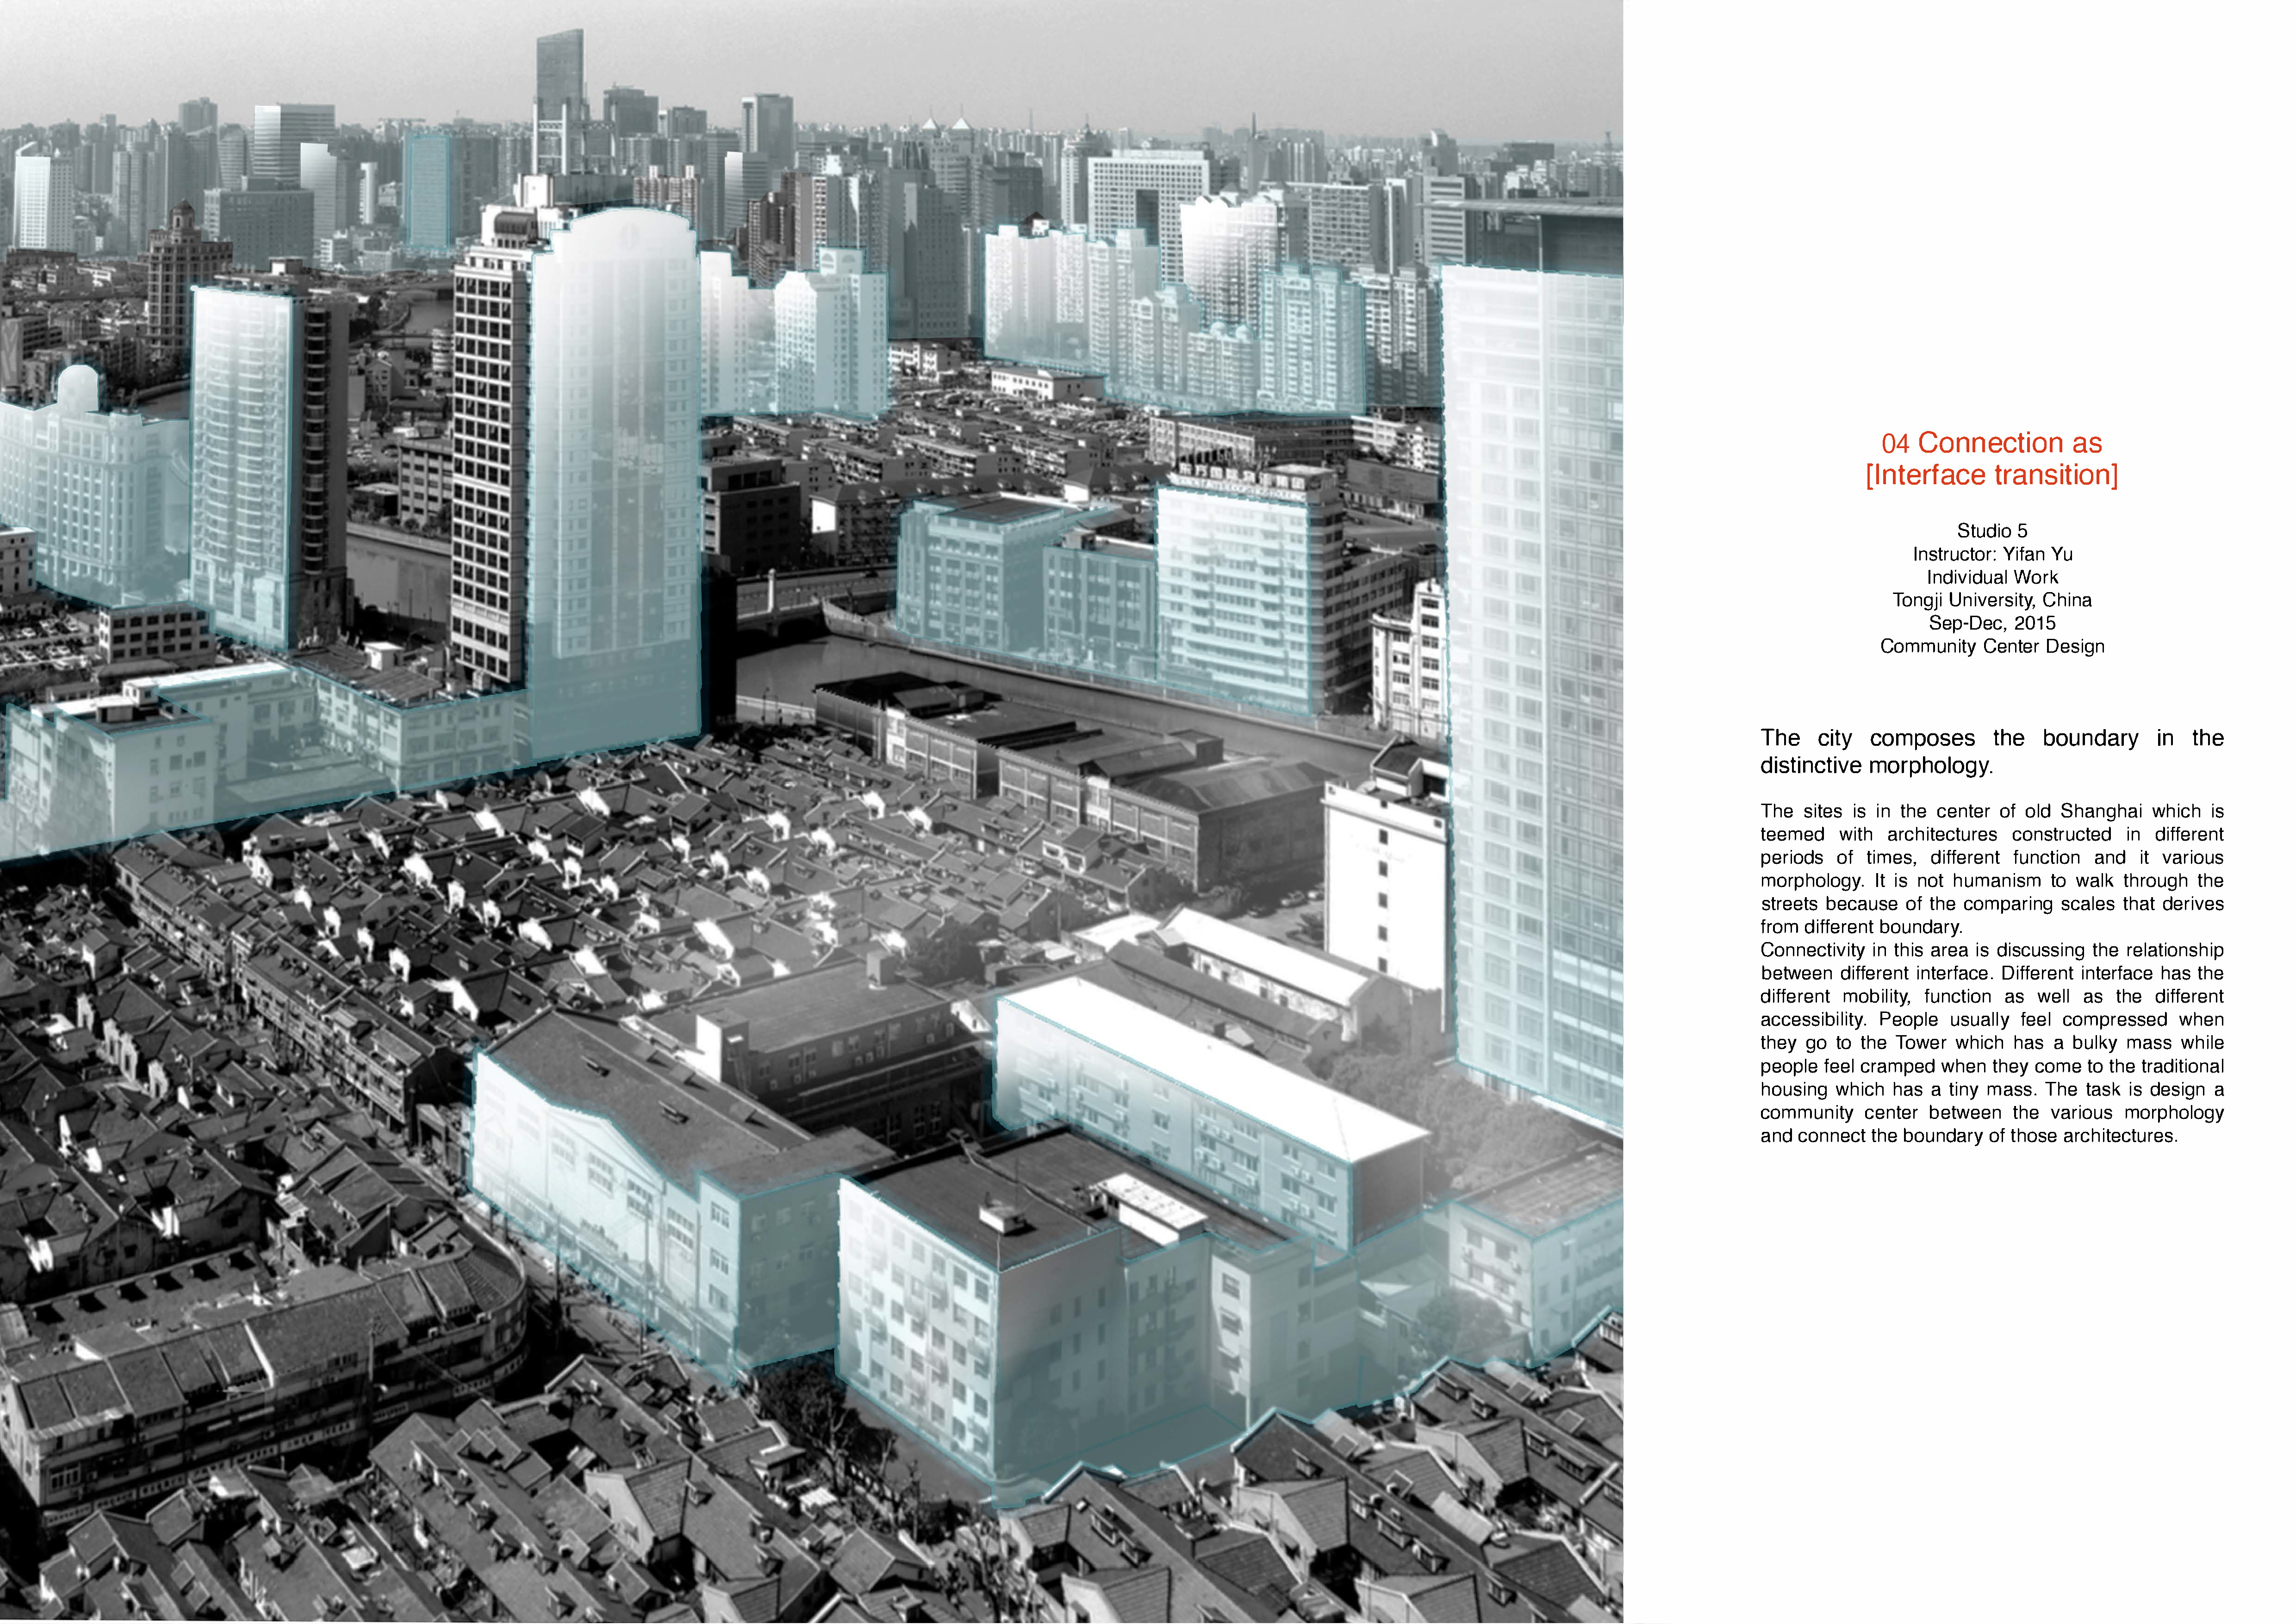 04 Connection as
[Interface transition]
Studio 5
Instructor: Yifan Yu
Individual Work
Tongji University, China
Sep-Dec, 2015
Community Center Design
The city composes the boundary in the
distinctive morphology.
The sites is in the center of old Shanghai which is
teemed with architectures constructed in different
periods of times, different function and it various
morphology. It is not humanism to walk through the
streets because of the comparing scales that derives
from different boundary.
Connectivity in this area is discussing the relationship
between different interface. Different interface has the
different mobility, function as well as the different
accessibility. People usually feel compressed when
they go to the Tower which has a bulky mass while
people feel cramped when they come to the traditional
housing which has a tiny mass. The task is design a
community center between the various morphology
and connect the boundary of those architectures.